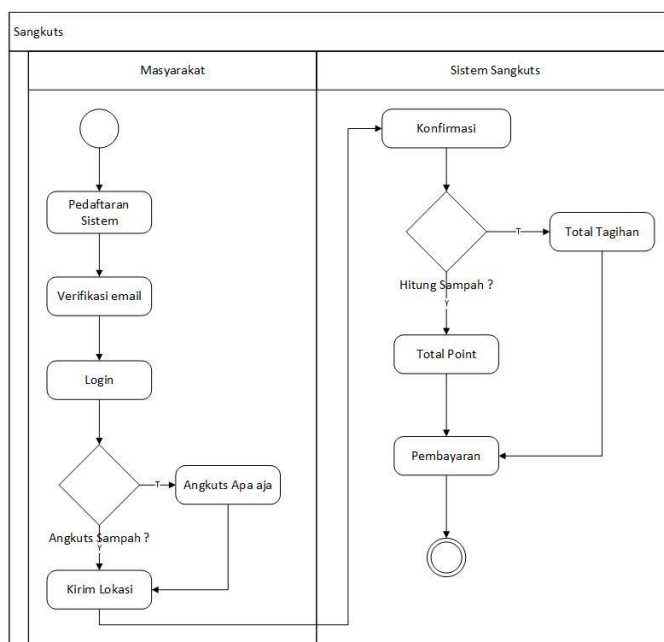 Sangkuts
Masyarakat
Sistem Sangkuts
Pedaftaran
Sistem
Verifikasi email
Login
T
Angkuts Apa aja
Angkuts Sampah ?
Y
Kirim Lokasi
Konfirmasi
T
Total Tagihan
Hitung Sampah ?
Y
Total Point
Pembayaran